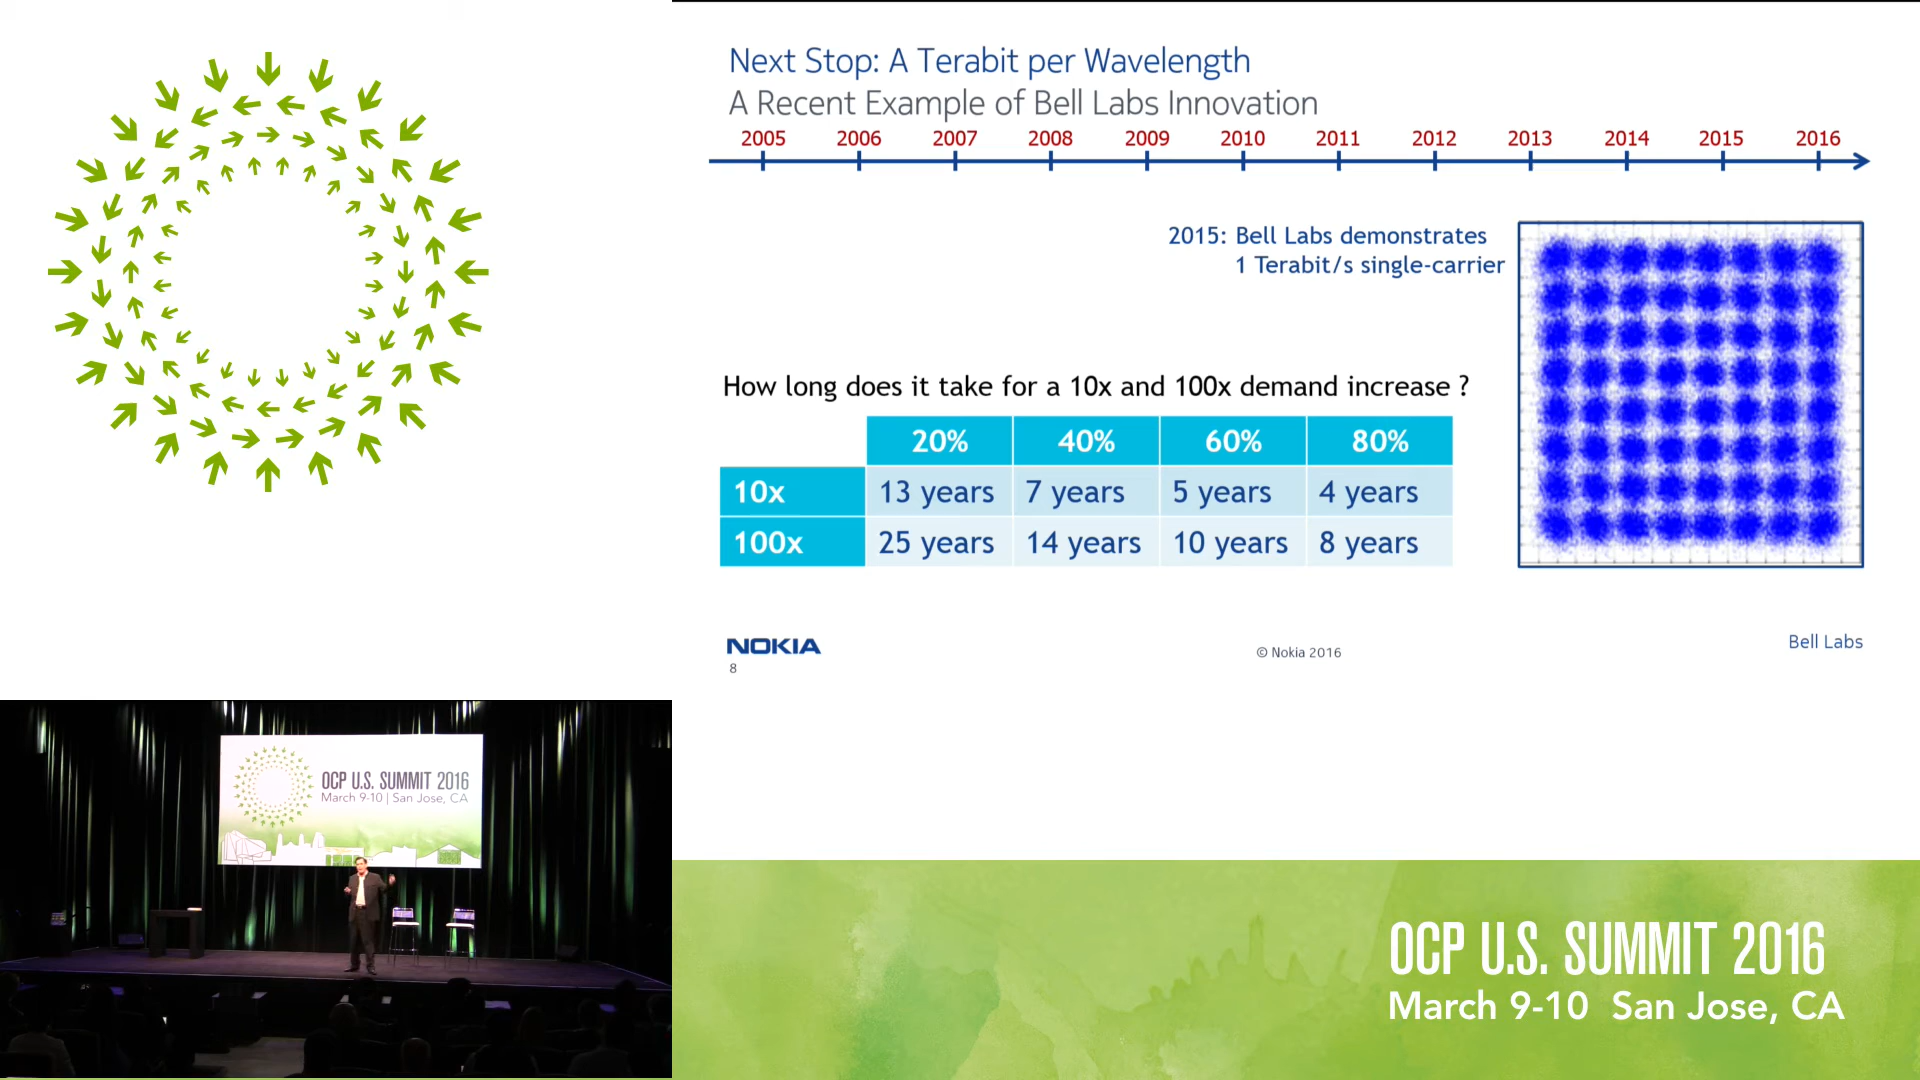 Next Stop: A Terabit per Wavelength
A Recent Example of Bell Labs Innovation
2005 2006 2007 2008 2009 2010 2011 2012 2013 2014 2015 2016
2015: Bell Labs demonstrates
1 Terabit/s single-carrier
How long does it take for a 10x and 100x demand increase ?
20% 40% 60% 80%
10x 13 years 7 years 5 years 4 years
100x 25 years 14 years 10 years 8 years
NOKIA
8
© Nokia 2016
Bell Labs
OCP U.S. SUMMIT 2016
March 9-10 | San Jose, CA
OCP U.S. SUMMIT 2016
March 9-10 San Jose, CA